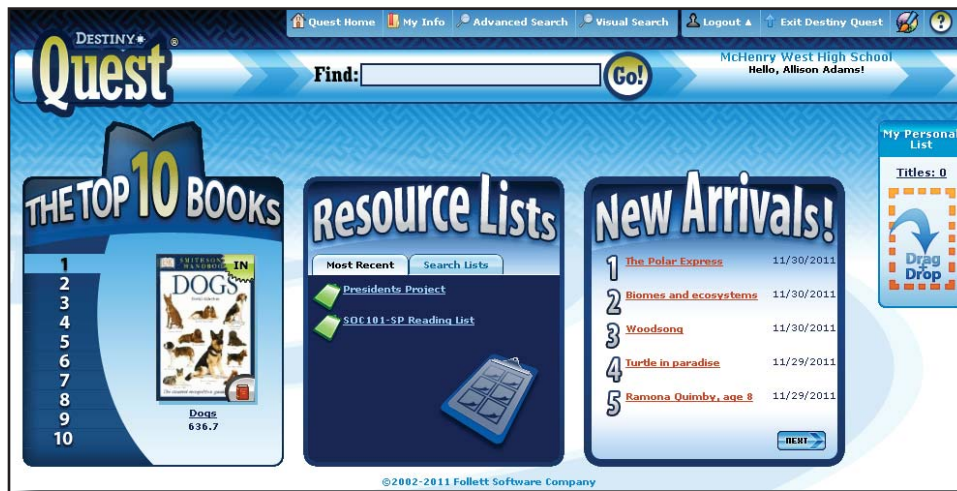 Quest Home My Info Advanced Search Visual Search Logout ▲ Exit Destiny Quest ?
DESTINY ®
Quest
Find: Go!
McHenry West High School
Hello, Allison Adams!
My Personal
List
Titles: 0
Drag
+
Drop
THE TOP 10 BOOKS
1
2
3
4
5
6
7
8
9
10
IN
DOGS
Dogs
636.7
Resource Lists
Most Recent Search Lists
Presidents Project
SOC101-SP Reading List
New Arrivals!
1 The Polar Express 11/30/2011
2 Biomes and ecosystems 11/30/2011
3 Woodsong 11/30/2011
4 Turtle in paradise 11/29/2011
5 Ramona Quimby, age 8 11/29/2011
NEXT
©2002-2011 Follett Software Company